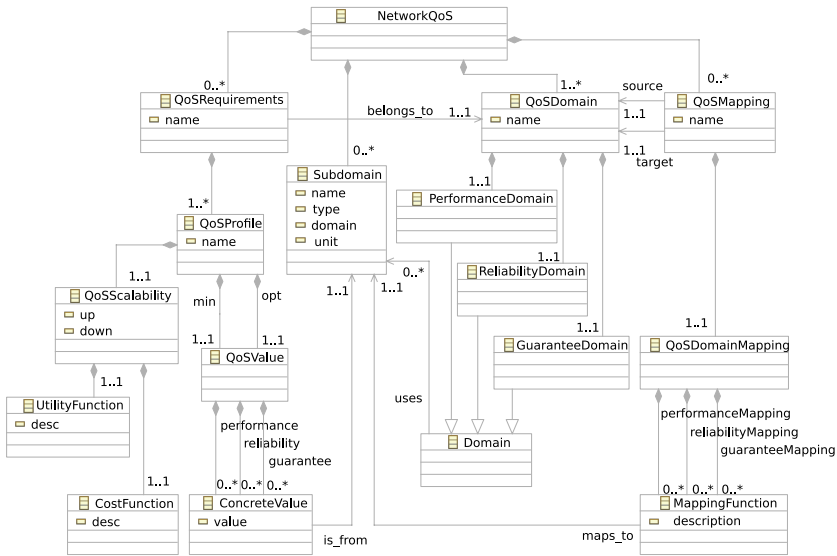 NetworkQoS
0..*
1..*
source
0..*
QoSRequirements
name
belongs_to
1..1
QoSDomain
name
1..1
QoSMapping
name
1..1
target
0..*
Subdomain
name
type
domain
unit
1..1
PerformanceDomain
1..*
QoSProfile
name
1..1
ReliabilityDomain
0..*
1..1
1..1
1..1
QoSScalability
up
down
min
opt
1..1
GuaranteeDomain
1..1
QoSDomainMapping
1..1
1..1
QoSValue
1..1
UtilityFunction
desc
uses
performance
reliability
guarantee
performanceMapping
reliabilityMapping
guaranteeMapping
Domain
1..1
0..*
0..*
0..*
0..*
0..*
0..*
CostFunction
desc
ConcreteValue
value
MappingFunction
description
is_from
maps_to